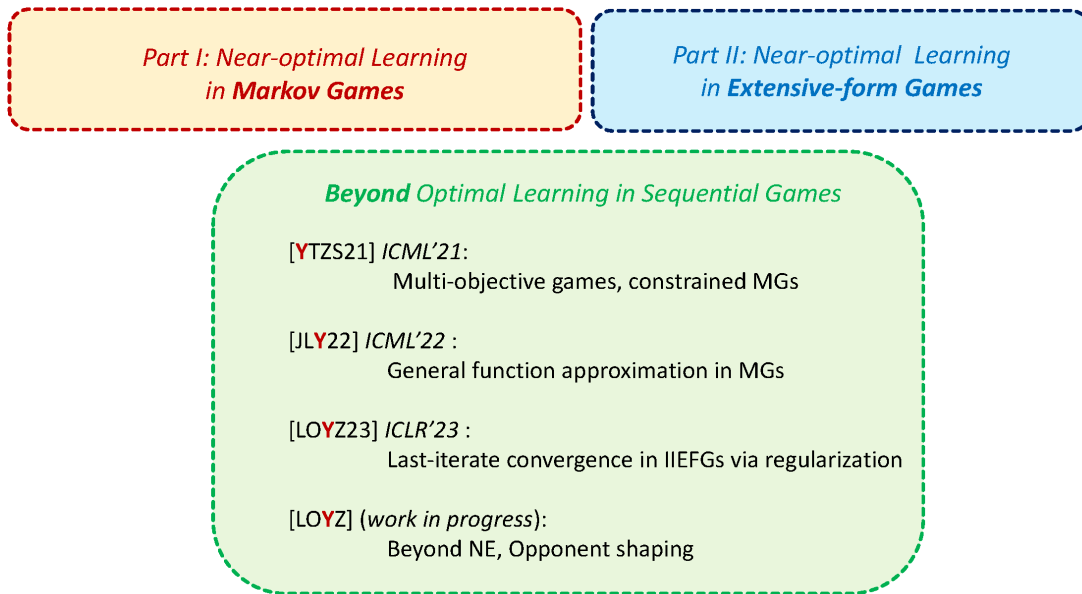 Part I: Near-optimal Learning
in Markov Games
Part II: Near-optimal Learning
in Extensive-form Games
Beyond Optimal Learning in Sequential Games
[YTZS21] ICML'21:
Multi-objective games, constrained MGs
[JLY22] ICML'22 :
General function approximation in MGs
[LOYZ23] ICLR'23 :
Last-iterate convergence in IIEFGs via regularization
[LOYZ] (work in progress):
Beyond NE, Opponent shaping